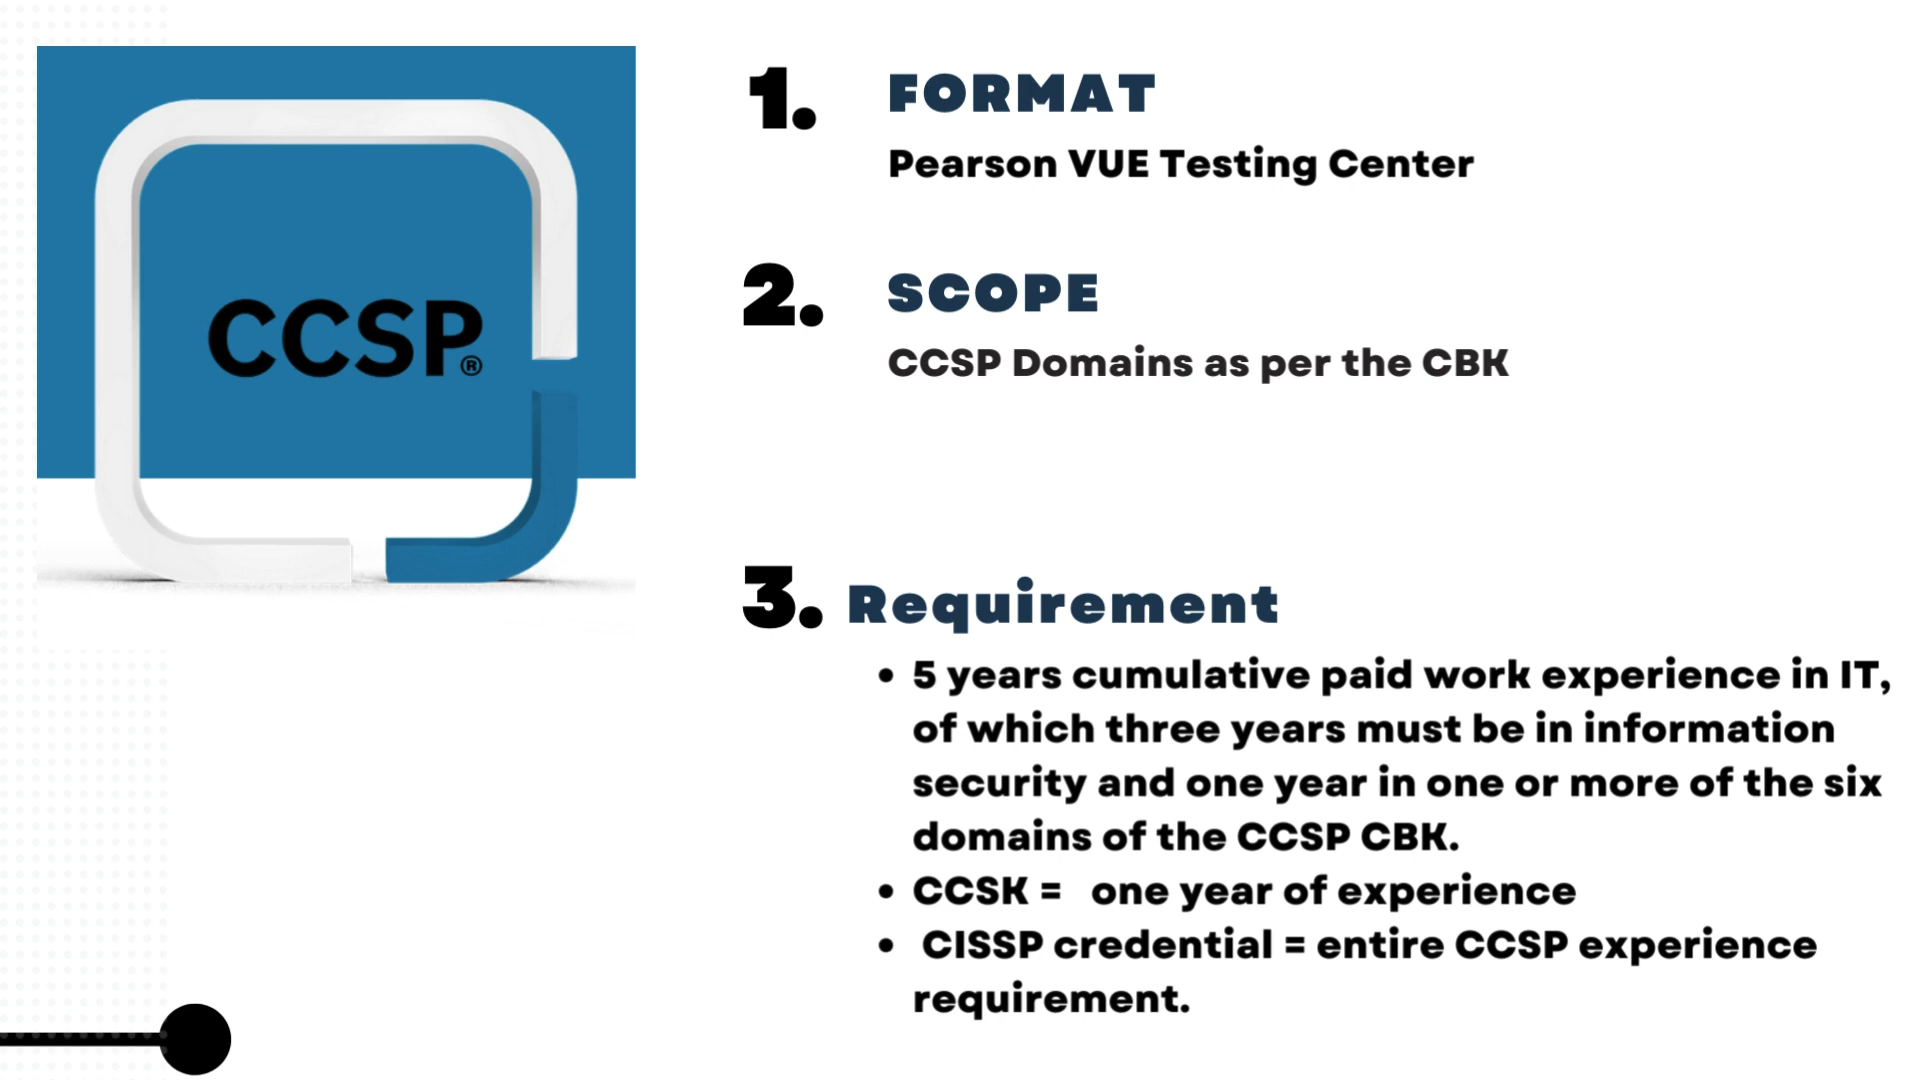 CCSP®
1. FORMAT
Pearson VUE Testing Center
2. SCOPE
CCSP Domains as per the CBK
3. Requirement
• 5 years cumulative paid work experience in IT,
of which three years must be in information
security and one year in one or more of the six
domains of the CCSP CBK.
• CCSK = one year of experience
• CISSP credential = entire CCSP experience
requirement.